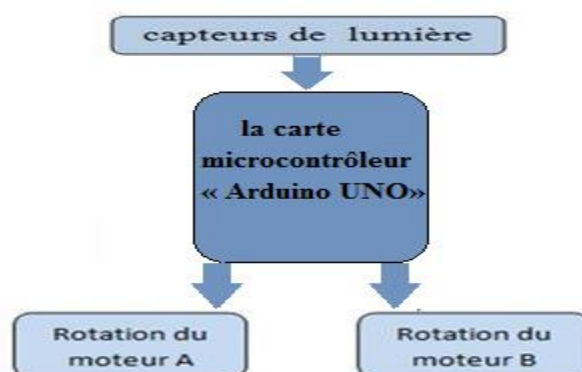 capteurs de lumière
la carte
microcontrôleur
« Arduino UNO»
Rotation du
moteur A
Rotation du
moteur B